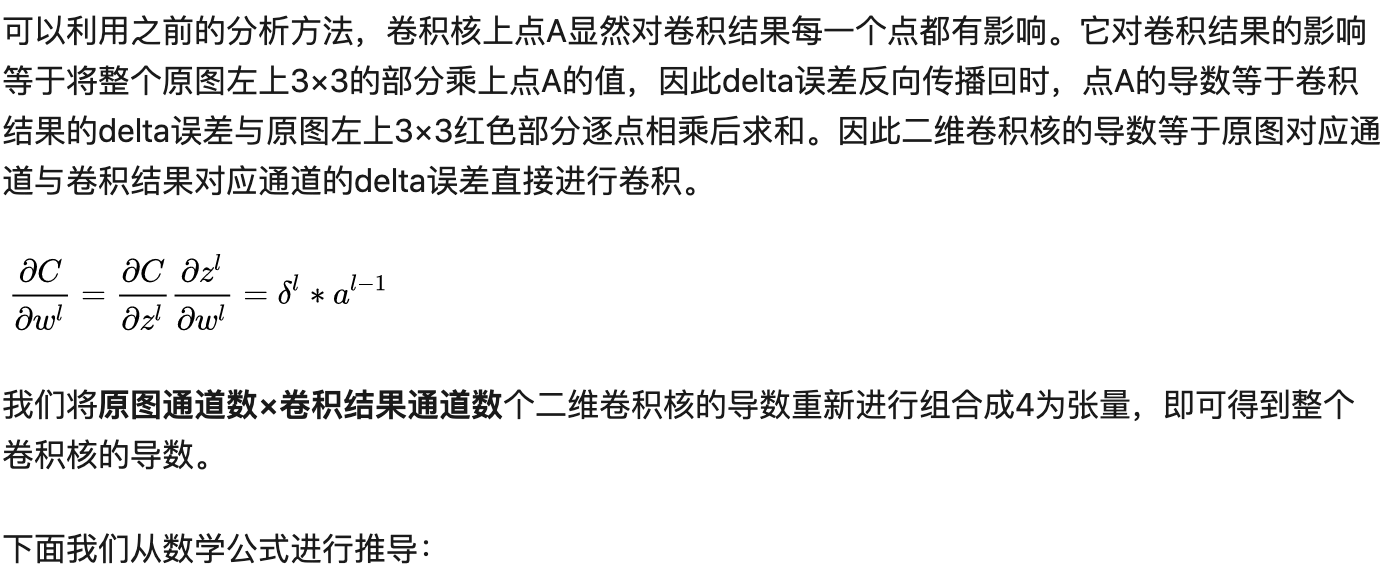 可以利用之前的分析方法，卷积核上点A显然对卷积结果每一个点都有影响。它对卷积结果的影响
等于将整个原图左上3×3的部分乘上点A的值，因此delta误差反向传播回时，点A的导数等于卷积
结果的delta误差与原图左上3×3红色部分逐点相乘后求和。因此二维卷积核的导数等于原图对应通
道与卷积结果对应通道的delta误差直接进行卷积。
∂C/∂w^l = ∂C/∂z^l ∂z^l/∂w^l = δ^l * a^{l−1}
我们将原图通道数×卷积结果通道数个二维卷积核的导数重新进行组合成4为张量，即可得到整个
卷积核的导数。
下面我们从数学公式进行推导：